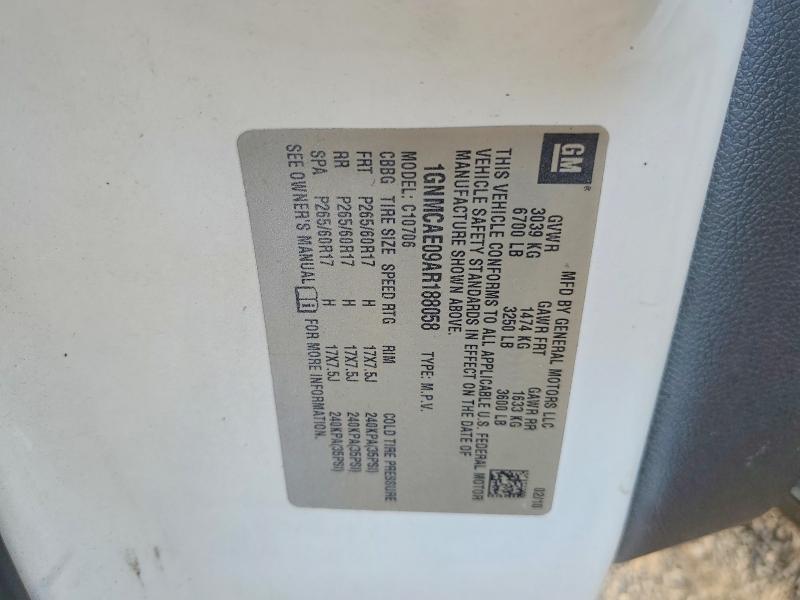 GM ®
MFD BY GENERAL MOTORS LLC 02/10
GVWR GAWR FRT GAWR RR
3039 KG 1474 KG 1633 KG
6700 LB 3250 LB 3600 LB
THIS VEHICLE CONFORMS TO ALL APPLICABLE U.S. FEDERAL MOTOR
VEHICLE SAFETY STANDARDS IN EFFECT ON THE DATE OF
MANUFACTURE SHOWN ABOVE.
1GNMCAE09AR188058 TYPE: M.P.V.
MODEL: C10706
CBBG TIRE SIZE SPEED RTG RIM COLD TIRE PRESSURE
FRT P265/60R17 H 17X7.5J 240KPA(35PSI)
RR P265/60R17 H 17X7.5J 240KPA(35PSI)
SPA P265/60R17 H 17X7.5J 240KPA(35PSI)
SEE OWNER'S MANUAL FOR MORE INFORMATION.